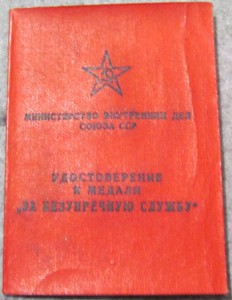 МИНИСТЕРСТВО ВНУТРЕННИХ ДЕЛ
СОЮЗА ССР
УДОСТОВЕРЕНИЕ
К МЕДАЛИ
„ЗА БЕЗУПРЕЧНУЮ СЛУЖБУ“